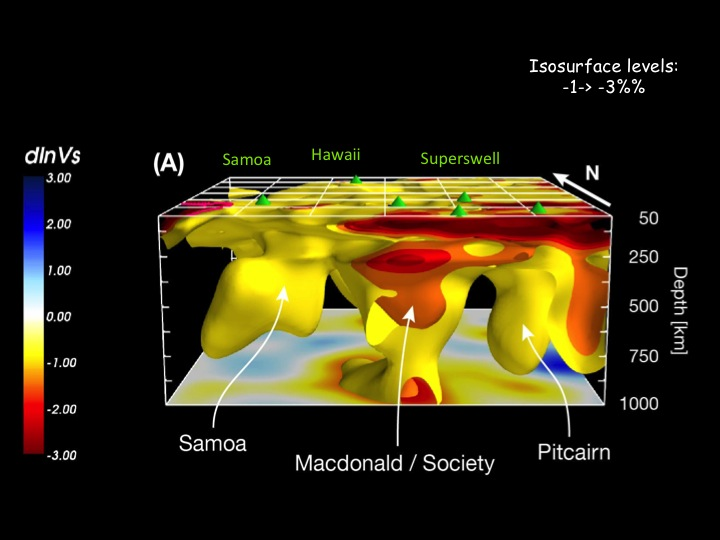 Isosurface levels:
-1-> -3%%
dlnVs
(A)
Samoa
Hawaii
Superswell
N
3.00
2.00
1.00
0.00
-1.00
-2.00
-3.00
50
250
500
750
1000
Depth [km]
Samoa
Macdonald / Society
Pitcairn